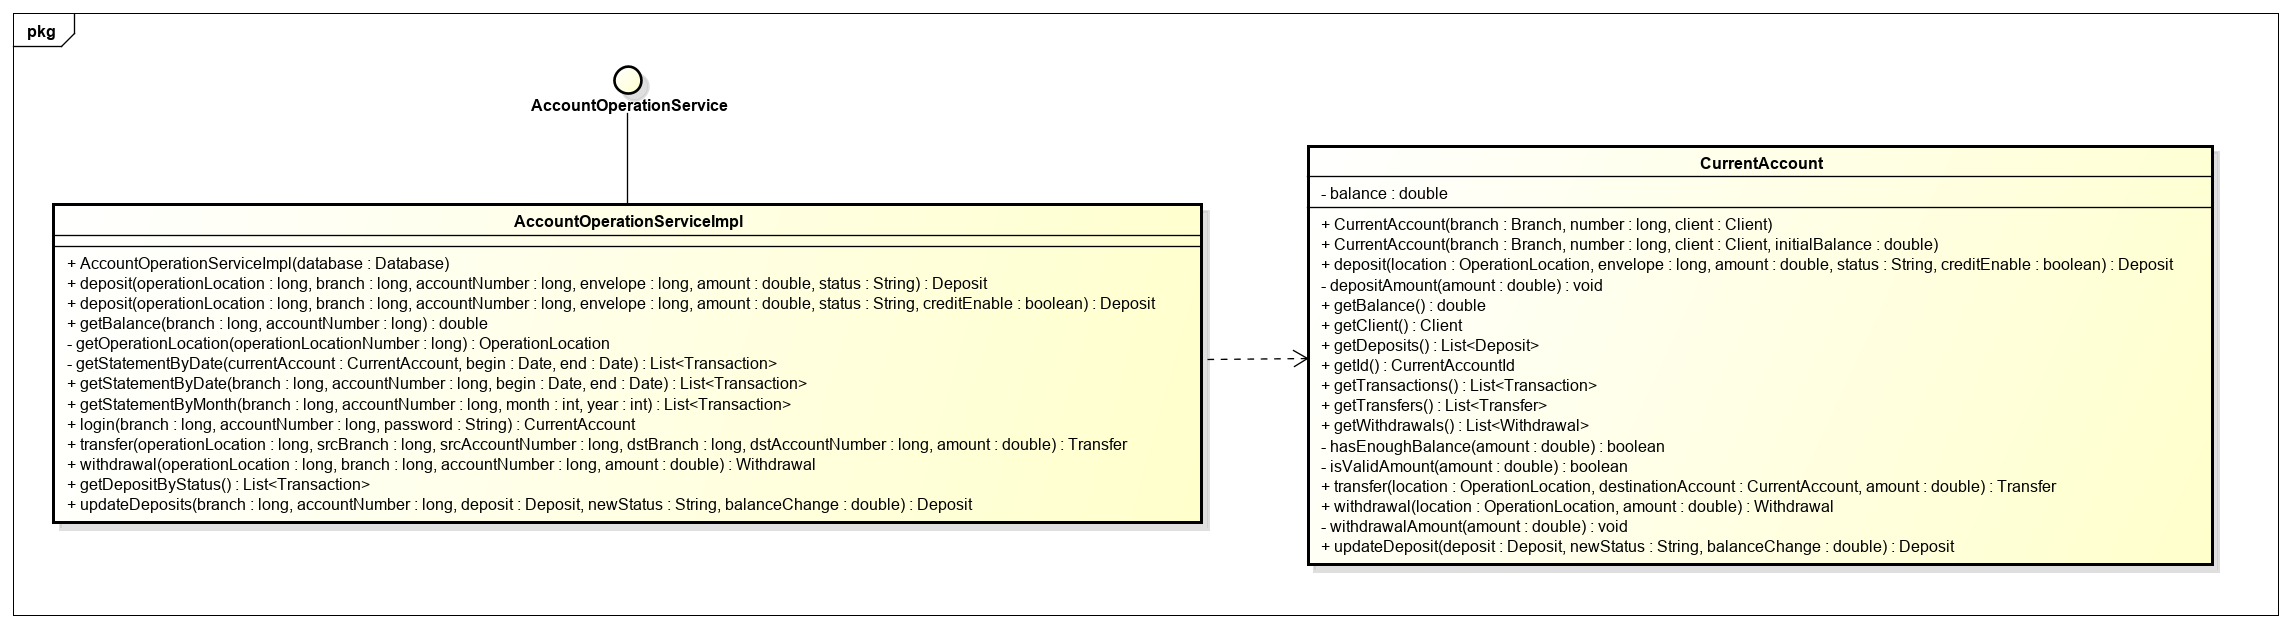 pkg
AccountOperationService
AccountOperationServiceImpl
+ AccountOperationServiceImpl(database : Database)
+ deposit(operationLocation : long, branch : long, accountNumber : long, envelope : long, amount : double, status : String) : Deposit
+ deposit(operationLocation : long, branch : long, accountNumber : long, envelope : long, amount : double, status : String, creditEnable : boolean) : Deposit
+ getBalance(branch : long, accountNumber : long) : double
- getOperationLocation(operationLocationNumber : long) : OperationLocation
- getStatementByDate(currentAccount : CurrentAccount, begin : Date, end : Date) : List<Transaction>
+ getStatementByDate(branch : long, accountNumber : long, begin : Date, end : Date) : List<Transaction>
+ getStatementByMonth(branch : long, accountNumber : long, month : int, year : int) : List<Transaction>
+ login(branch : long, accountNumber : long, password : String) : CurrentAccount
+ transfer(operationLocation : long, srcBranch : long, srcAccountNumber : long, dstBranch : long, dstAccountNumber : long, amount : double) : Transfer
+ withdrawal(operationLocation : long, branch : long, accountNumber : long, amount : double) : Withdrawal
+ getDepositByStatus() : List<Transaction>
+ updateDeposits(branch : long, accountNumber : long, deposit : Deposit, newStatus : String, balanceChange : double) : Deposit
CurrentAccount
- balance : double
+ CurrentAccount(branch : Branch, number : long, client : Client)
+ CurrentAccount(branch : Branch, number : long, client : Client, initialBalance : double)
+ deposit(location : OperationLocation, envelope : long, amount : double, status : String, creditEnable : boolean) : Deposit
- depositAmount(amount : double) : void
+ getBalance() : double
+ getClient() : Client
+ getDeposits() : List<Deposit>
+ getId() : CurrentAccountId
+ getTransactions() : List<Transaction>
+ getTransfers() : List<Transfer>
+ getWithdrawals() : List<Withdrawal>
- hasEnoughBalance(amount : double) : boolean
- isValidAmount(amount : double) : boolean
+ transfer(location : OperationLocation, destinationAccount : CurrentAccount, amount : double) : Transfer
+ withdrawal(location : OperationLocation, amount : double) : Withdrawal
- withdrawalAmount(amount : double) : void
+ updateDeposit(deposit : Deposit, newStatus : String, balanceChange : double) : Deposit